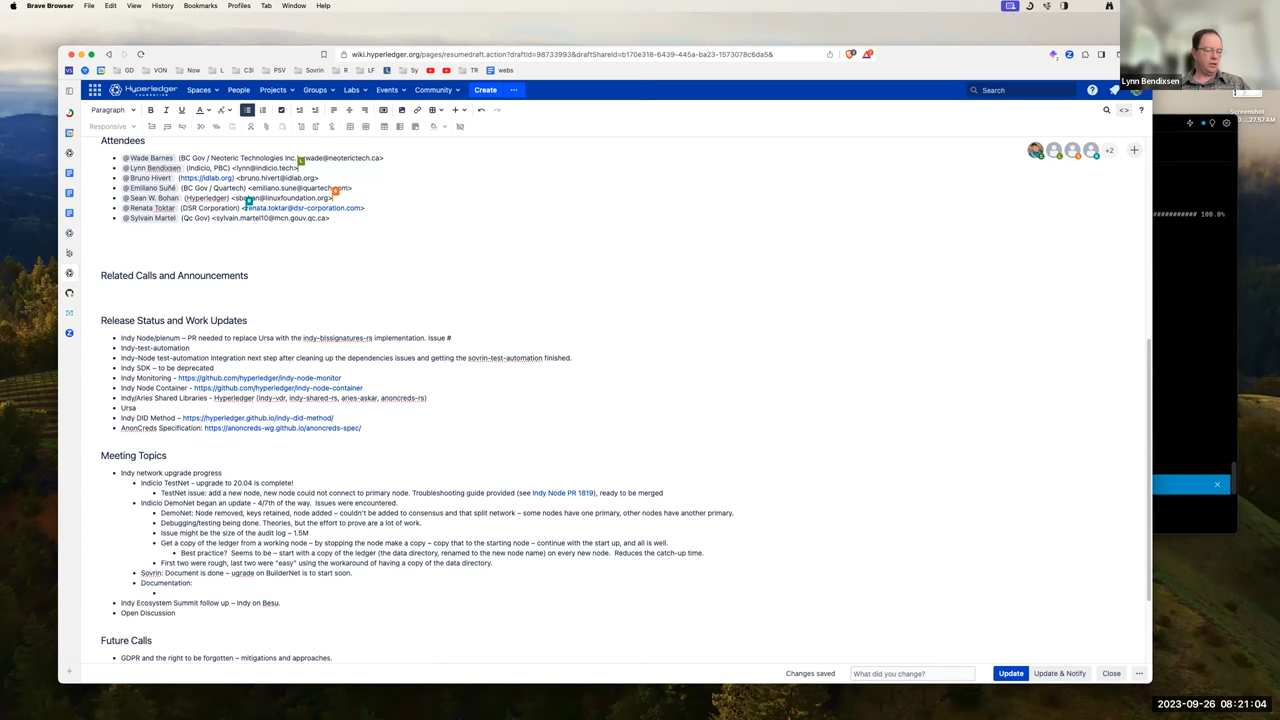 Brave Browser File Edit View History Bookmarks Profiles Tab Window Help
wiki.hyperledger.org/pages/resumedraft.action?draftId=98733993&draftShareId=b170e318-6439-445a-ba23-1573078c6da5&
GD VON Now L C3I PSV Sovrin R LF Sy TR webs
Hyperledger FOUNDATION Spaces People Projects Groups Labs Events Community Create ... Search
Lynn Bendixsen
Screenshot
Paragraph B I U A
Responsive
Attendees
+2
@Wade Barnes (BC Gov / Neoteric Technologies Inc.) wade@neoterictech.ca>
@Lynn Bendixsen (Indicio, PBC) <lynn@indicio.tech>
@Bruno Hivert (https://idlab.org) <bruno.hivert@idlab.org>
@Emiliano Suñé (BC Gov / Quartech) <emiliano.sune@quartech.com>
@Sean W. Bohan (Hyperledger) <sbohan@linuxfoundation.org>
@Renata Toktar (DSR Corporation) <renata.toktar@dsr-corporation.com>
@Sylvain Martel (Qc Gov) <sylvain.martel10@mcn.gouv.qc.ca>
########### 100.0%
Related Calls and Announcements
Release Status and Work Updates
Indy Node/plenum – PR needed to replace Ursa with the indy-blssignatures-rs implementation. Issue #
Indy-test-automation
Indy-Node test-automation integration next step after cleaning up the dependencies issues and getting the sovrin-test-automation finished.
Indy SDK – to be deprecated
Indy Monitoring - https://github.com/hyperledger/indy-node-monitor
Indy Node Container - https://github.com/hyperledger/indy-node-container
Indy/Aries Shared Libraries - Hyperledger (indy-vdr, indy-shared-rs, aries-askar, anoncreds-rs)
Ursa
Indy DID Method – https://hyperledger.github.io/indy-did-method/
AnonCreds Specification: https://anoncreds-wg.github.io/anoncreds-spec/
Meeting Topics
Indy network upgrade progress
Indicio TestNet - upgrade to 20.04 is complete!
TestNet issue: add a new node, new node could not connect to primary node. Troubleshooting guide provided (see Indy Node PR 1819), ready to be merged
Indicio DemoNet began an update - 4/7th of the way. Issues were encountered.
DemoNet: Node removed, keys retained, node added – couldn't be added to consensus and that split network – some nodes have one primary, other nodes have another primary.
Debugging/testing being done. Theories, but the effort to prove are a lot of work.
Issue might be the size of the audit log – 1.5M
Get a copy of the ledger from a working node – by stopping the node make a copy – copy that to the starting node – continue with the start up, and all is well.
Best practice? Seems to be – start with a copy of the ledger (the data directory, renamed to the new node name) on every new node. Reduces the catch-up time.
First two were rough, last two were "easy" using the workaround of having a copy of the data directory.
Sovrin: Document is done – ugrade on BuilderNet is to start soon.
Documentation:
Indy Ecosystem Summit follow up – Indy on Besu.
Open Discussion
Future Calls
GDPR and the right to be forgotten – mitigations and approaches.
Changes saved What did you change? Update Update & Notify Close ...
2023-09-26 08:21:04